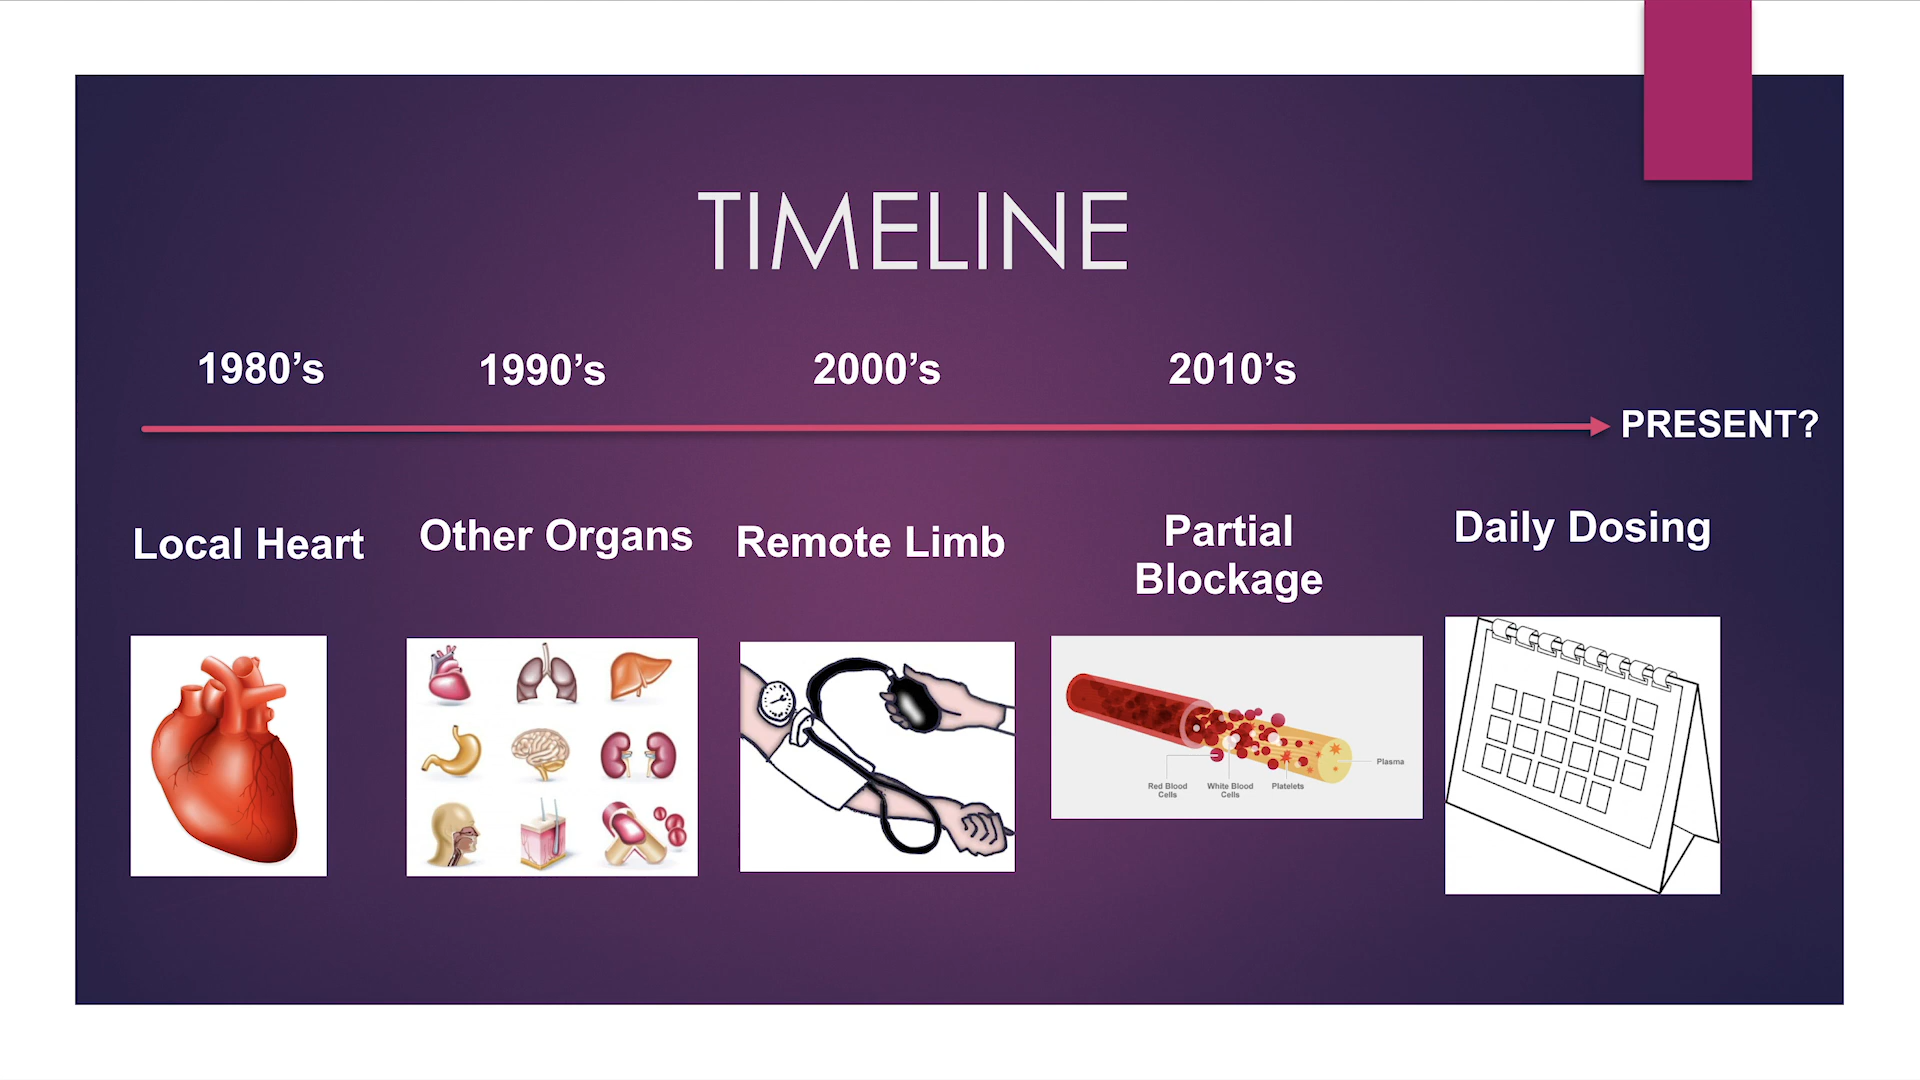 TIMELINE
1980’s
1990’s
2000’s
2010’s
PRESENT?
Local Heart
Other Organs
Remote Limb
Partial
Blockage
Daily Dosing
Plasma
Red Blood
Cells
White Blood
Cells
Platelets